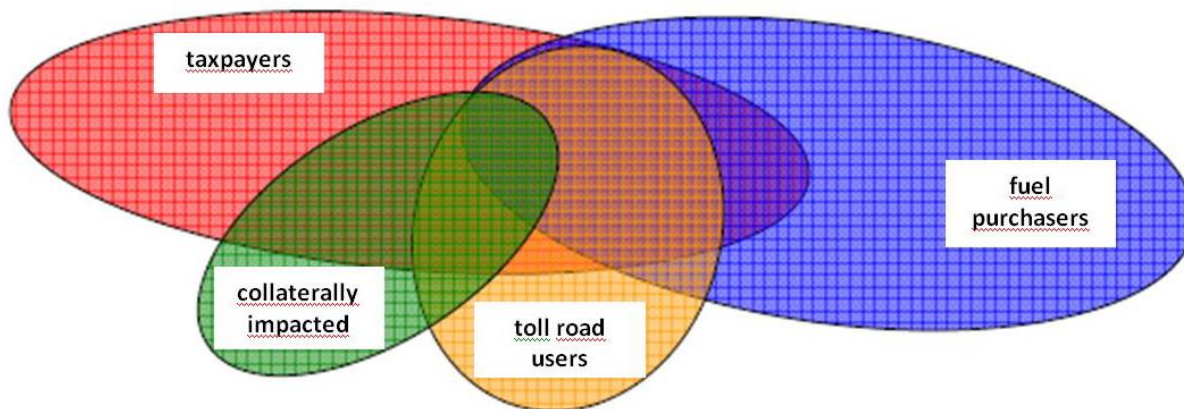 taxpayers
fuel
purchasers
collaterally
impacted
toll road
users